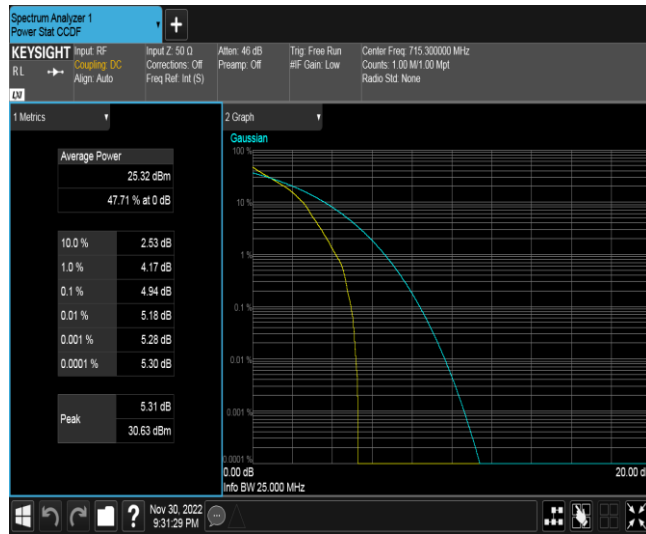 Spectrum Analyzer 1
Power Stat CCDF
KEYSIGHT
RL
LXI
Input: RF
Coupling: DC
Align: Auto
Input Z: 50 Ω
Corrections: Off
Freq Ref: Int (S)
Atten: 46 dB
Preamp: Off
Trig: Free Run
#IF Gain: Low
Center Freq: 715.300000 MHz
Counts: 1.00 M/1.00 Mpt
Radio Std: None
1 Metrics
Average Power
25.32 dBm
47.71 % at 0 dB
10.0 % 2.53 dB
1.0 % 4.17 dB
0.1 % 4.94 dB
0.01 % 5.18 dB
0.001 % 5.28 dB
0.0001 % 5.30 dB
Peak
5.31 dB
30.63 dBm
2 Graph
Gaussian
100 %
10 %
1 %
0.1 %
0.01 %
0.001 %
0.0001 %
0.00 dB
20.00 d
Info BW 25.000 MHz
?
Nov 30, 2022
9:31:29 PM